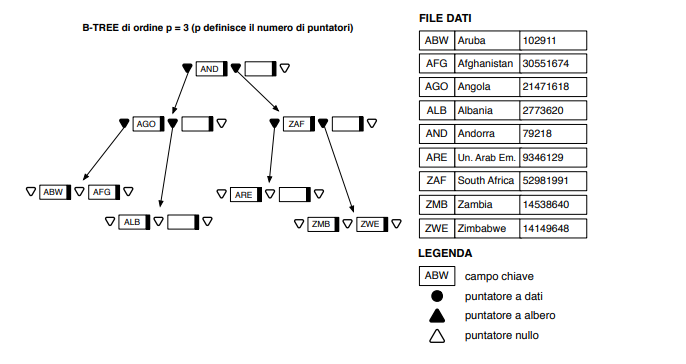 B-TREE di ordine p = 3 (p definisce il numero di puntatori)
AND
AGO
ZAF
ABW AFG
ARE
ALB
ZMB ZWE
FILE DATI
ABW Aruba 102911
AFG Afghanistan 30551674
AGO Angola 21471618
ALB Albania 2773620
AND Andorra 79218
ARE Un. Arab Em. 9346129
ZAF South Africa 52981991
ZMB Zambia 14538640
ZWE Zimbabwe 14149648
LEGENDA
ABW campo chiave
puntatore a dati
puntatore a albero
puntatore nullo